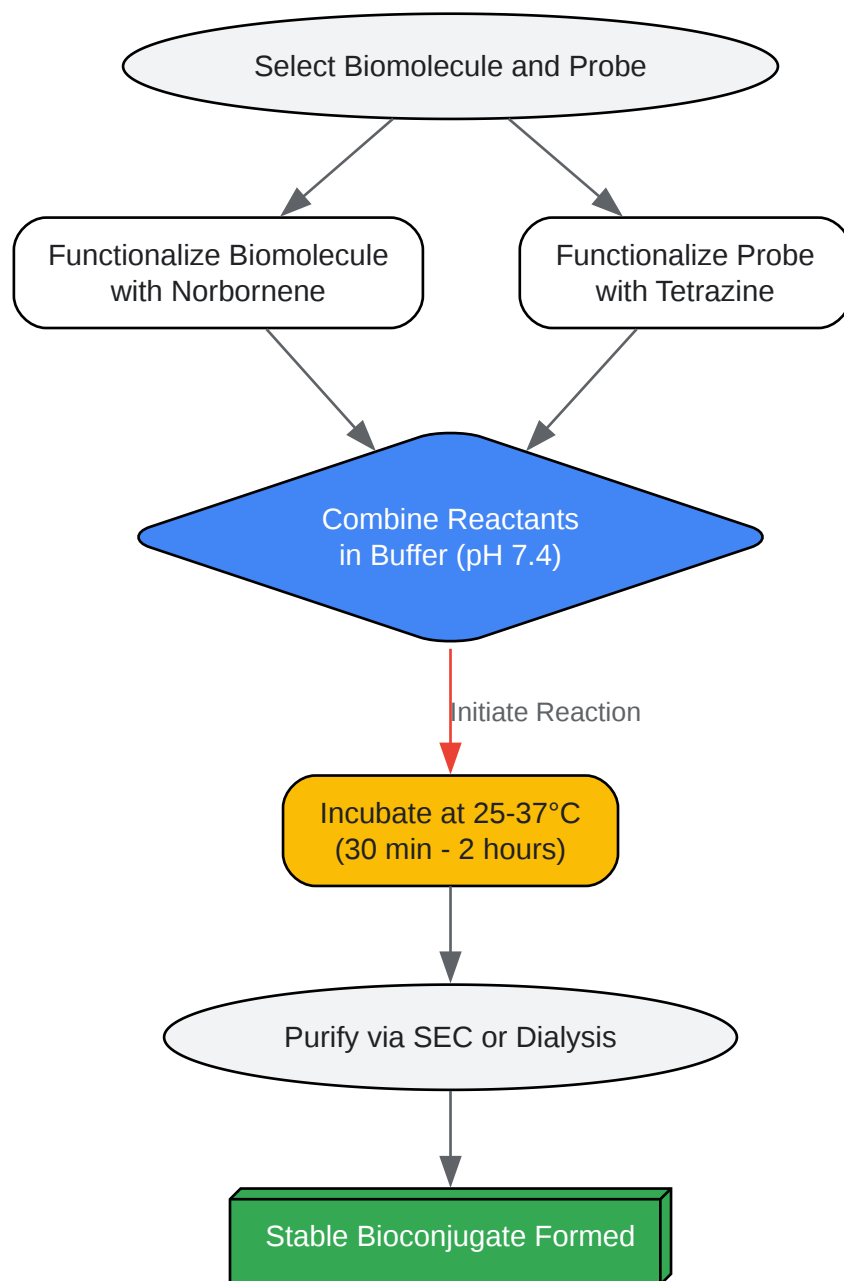 Select Biomolecule and Probe
Functionalize Biomolecule
with Norbornene
Functionalize Probe
with Tetrazine
Combine Reactants
in Buffer (pH 7.4)
Initiate Reaction
Incubate at 25-37°C
(30 min - 2 hours)
Purify via SEC or Dialysis
Stable Bioconjugate Formed